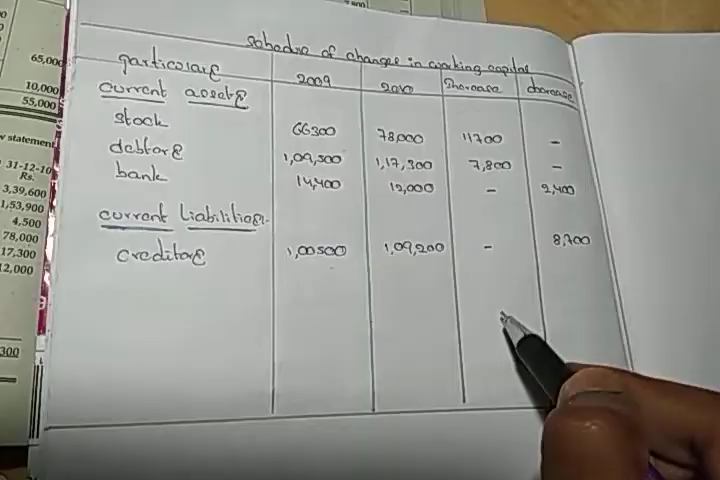 schedule of changes in working capital
particulars 2009 2010 Increase decrease
current assets
stock 66300 78,000 11700 -
debtors 1,09,500 1,17,300 7,800 -
bank 14,400 12,000 - 2,400
current Liabilities-
creditors 1,00500 1,09,200 - 8,700
65,000
10,000
55,000
w statement
31-12-10
Rs.
3,39,600
1,53,900
4,500
78,000
17,300
12,000
300